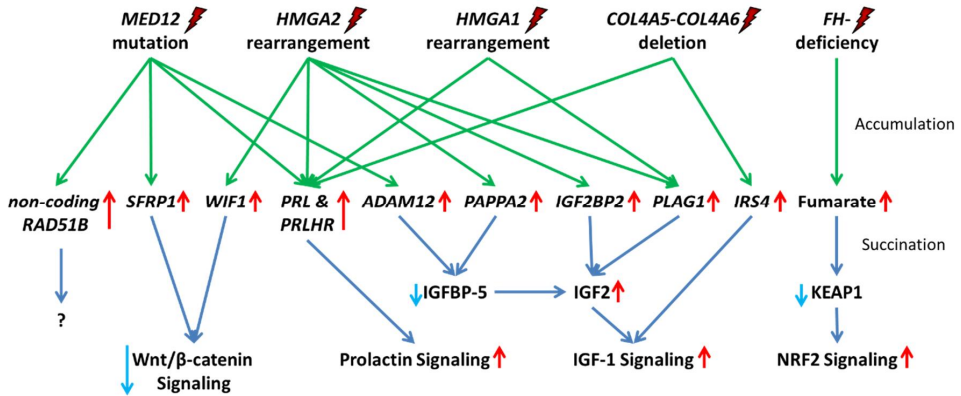 MED12 HMGA2 HMGA1 COL4A5-COL4A6 FH-
mutation rearrangement rearrangement deletion deficiency
Accumulation
non-coding SFRP1 WIF1 PRL & ADAM12 PAPPA2 IGF2BP2 PLAG1 IRS4 Fumarate
RAD51B PRLHR
Succination
IGFBP-5 IGF2 KEAP1
?
Wnt/β-catenin Prolactin Signaling IGF-1 Signaling NRF2 Signaling
Signaling